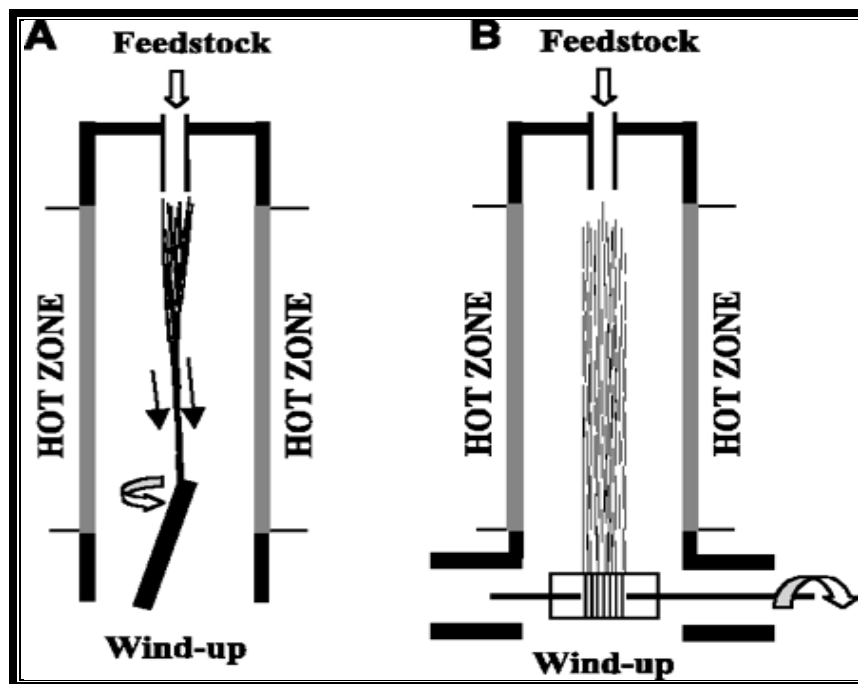 A
Feedstock
HOT ZONE
HOT ZONE
Wind-up
B
Feedstock
HOT ZONE
HOT ZONE
Wind-up